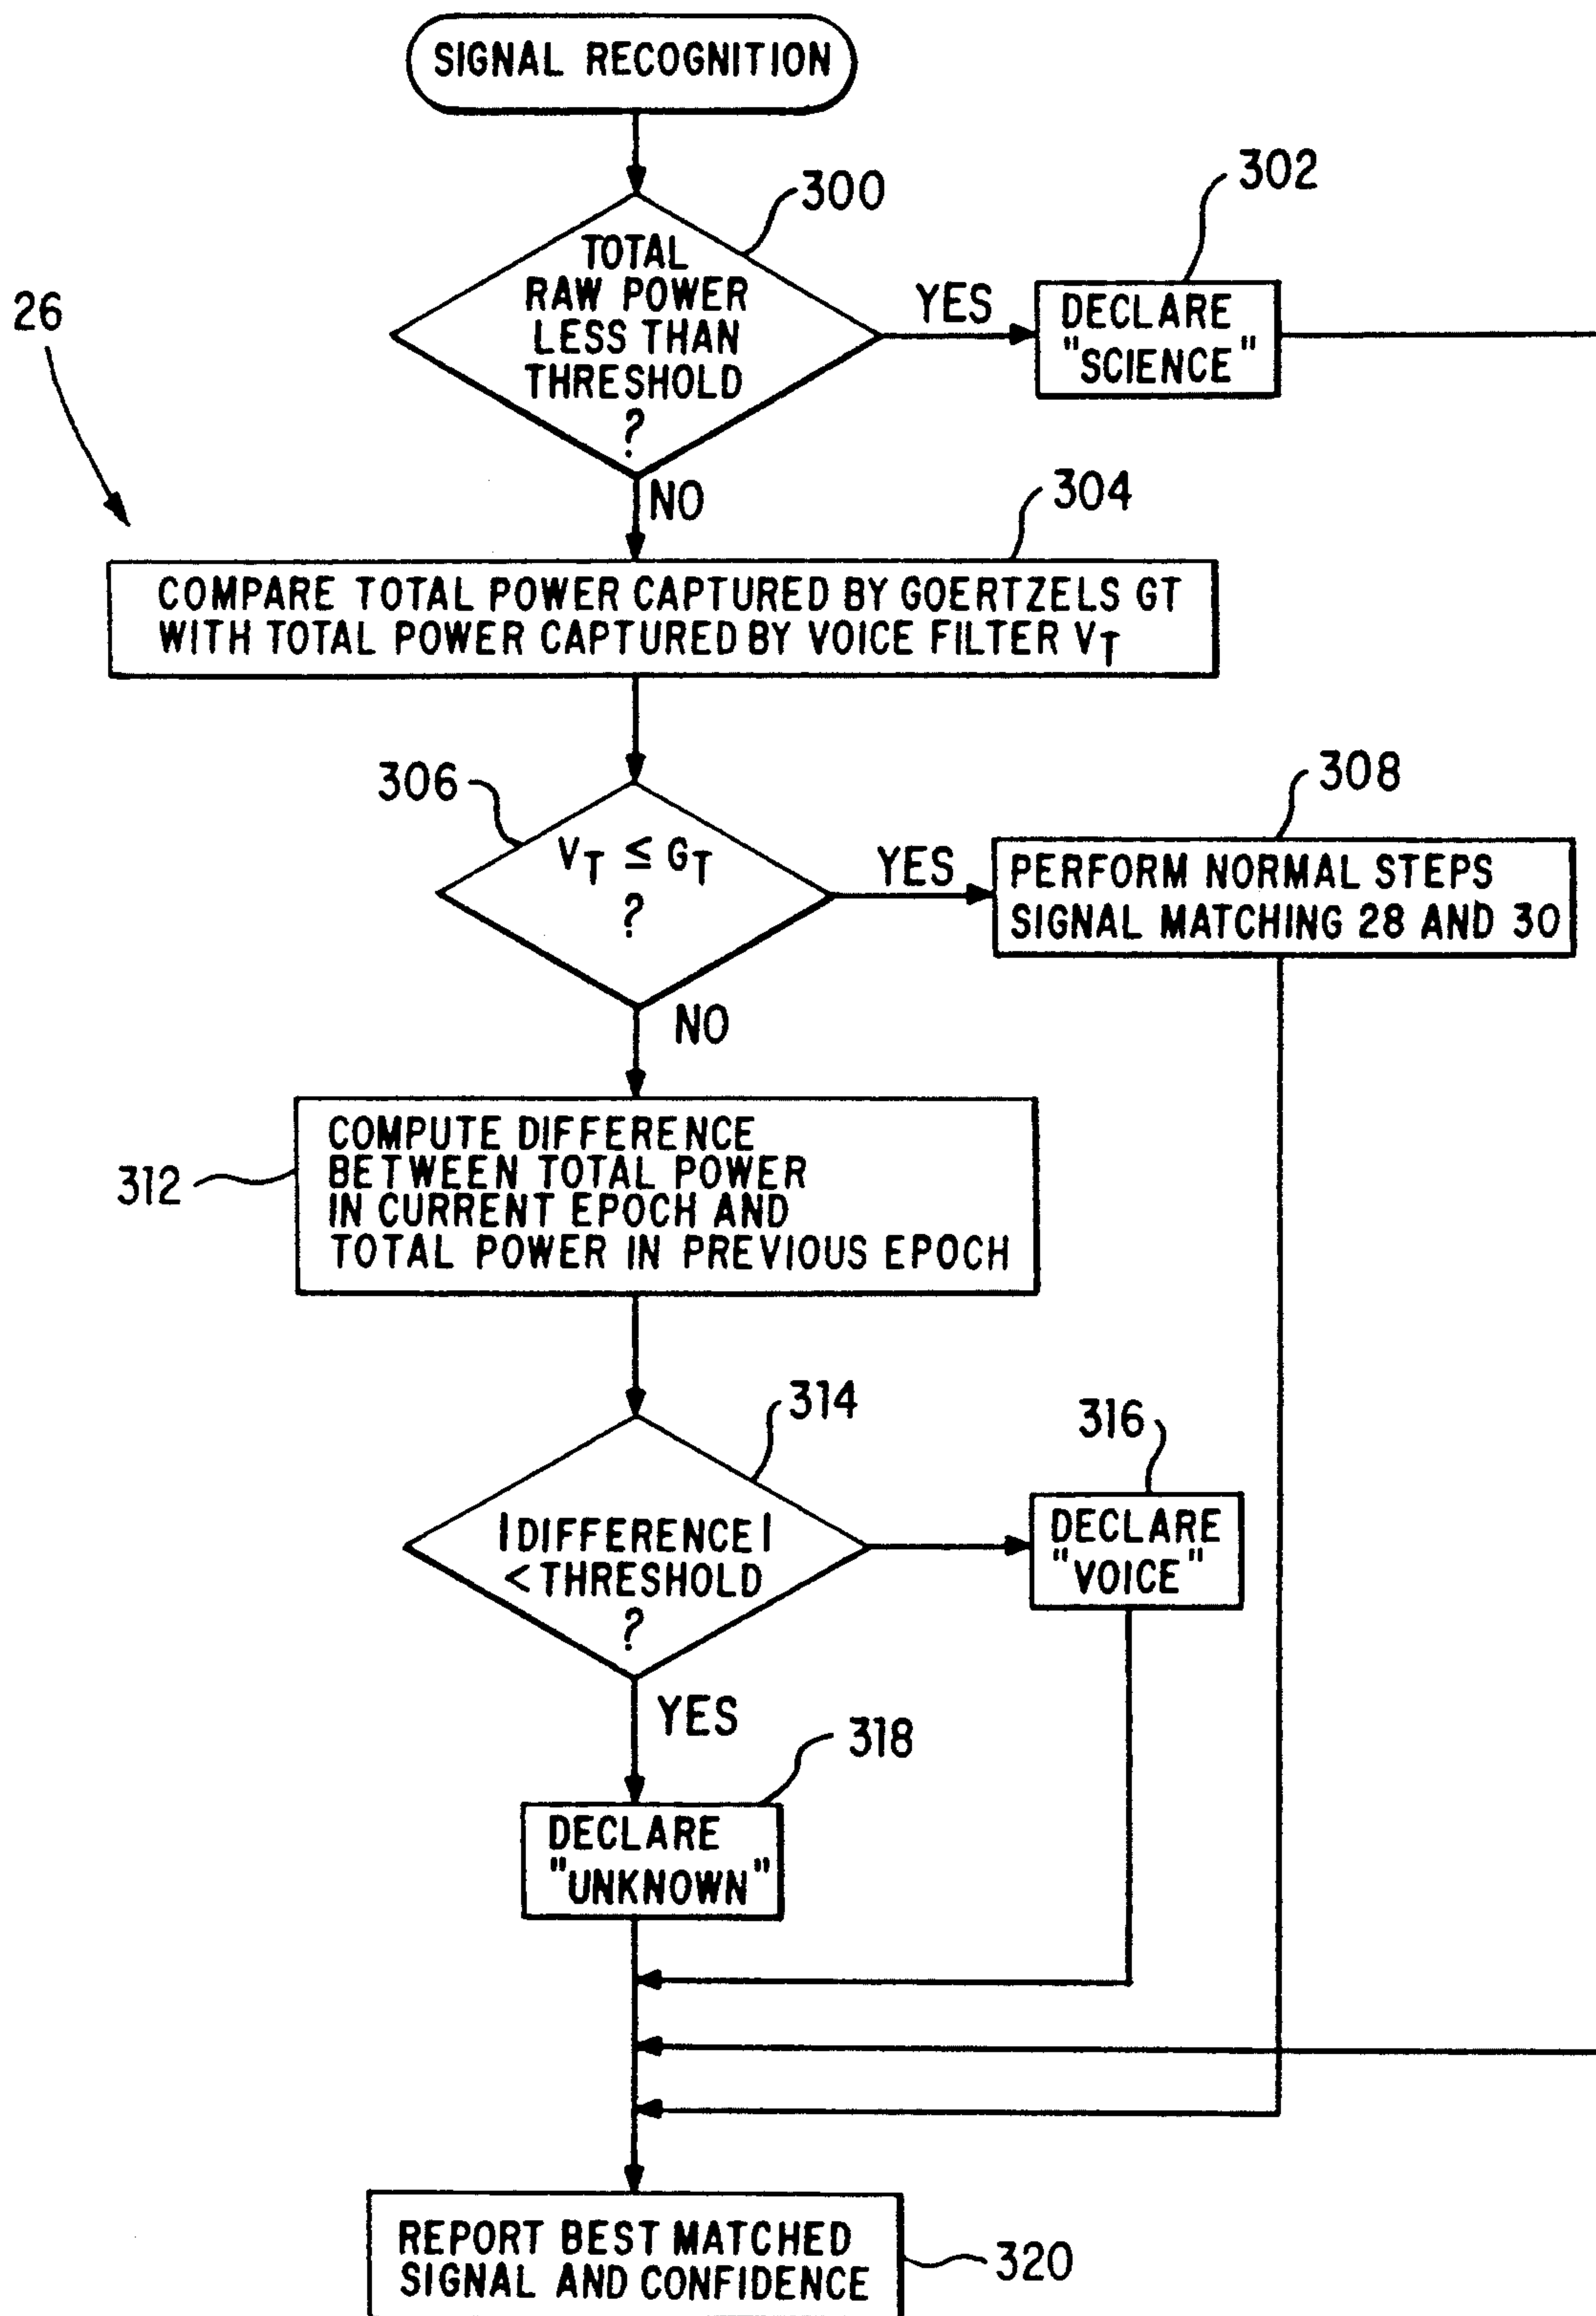 SIGNAL RECOGNITION
300
TOTAL
RAW POWER
LESS THAN
THRESHOLD
?
YES
302
DECLARE
"SCIENCE"
26
NO
304
COMPARE TOTAL POWER CAPTURED BY GOERTZELS GT
WITH TOTAL POWER CAPTURED BY VOICE FILTER VT
306
VT ≤ GT
?
YES
308
PERFORM NORMAL STEPS
SIGNAL MATCHING 28 AND 30
NO
312
COMPUTE DIFFERENCE
BETWEEN TOTAL POWER
IN CURRENT EPOCH AND
TOTAL POWER IN PREVIOUS EPOCH
314
|DIFFERENCE|
< THRESHOLD
?
316
DECLARE
"VOICE"
YES
318
DECLARE
"UNKNOWN"
REPORT BEST MATCHED
SIGNAL AND CONFIDENCE
320